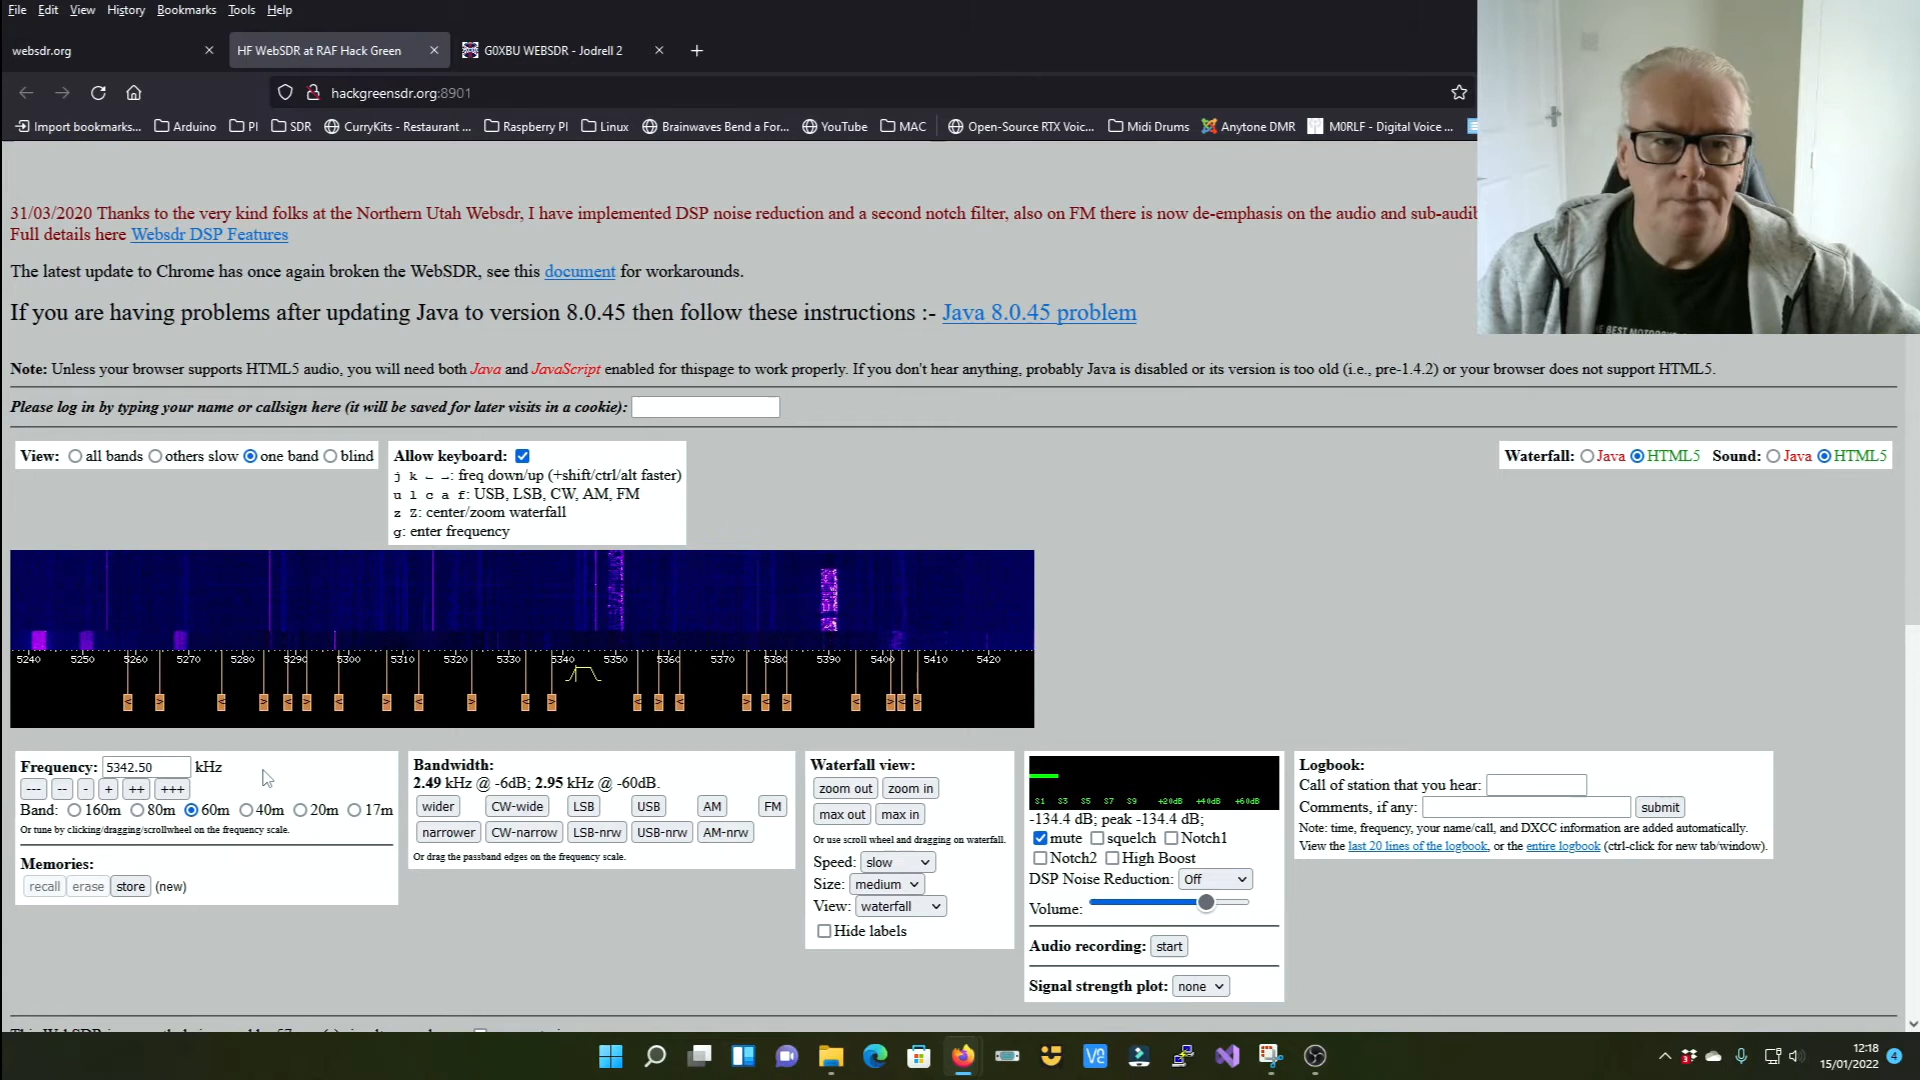 File Edit View History Bookmarks Tools Help
websdr.org
HF WebSDR at RAF Hack Green
G0XBU WEBSDR - Jodrell 2
hackgreensdr.org:8901
Import bookmarks...
Arduino
PI
SDR
CurryKits - Restaurant ...
Raspberry PI
Linux
Brainwaves Bend a For...
YouTube
MAC
Open-Source RTX Voic...
Midi Drums
Anytone DMR
M0RLF - Digital Voice ...
31/03/2020 Thanks to the very kind folks at the Northern Utah Websdr, I have implemented DSP noise reduction and a second notch filter, also on FM there is now de-emphasis on the audio and sub-audib
Full details here Websdr DSP Features
The latest update to Chrome has once again broken the WebSDR, see this document for workarounds.
If you are having problems after updating Java to version 8.0.45 then follow these instructions :- Java 8.0.45 problem
Note: Unless your browser supports HTML5 audio, you will need both Java and JavaScript enabled for thispage to work properly. If you don't hear anything, probably Java is disabled or its version is too old (i.e., pre-1.4.2) or your browser does not support HTML5.
Please log in by typing your name or callsign here (it will be saved for later visits in a cookie):
View: all bands others slow one band blind
Allow keyboard:
j k ← →: freq down/up (+shift/ctrl/alt faster)
u l c a f: USB, LSB, CW, AM, FM
z Z: center/zoom waterfall
g: enter frequency
Waterfall: Java HTML5 Sound: Java HTML5
5240 5250 5260 5270 5280 5290 5300 5310 5320 5330 5340 5350 5360 5370 5380 5390 5400 5410 5420
Frequency: 5342.50 kHz
--- -- - + ++ +++
Band: 160m 80m 60m 40m 20m 17m
Or tune by clicking/dragging/scrollwheel on the frequency scale.
Memories:
recall erase store (new)
Bandwidth:
2.49 kHz @ -6dB; 2.95 kHz @ -60dB.
wider CW-wide LSB USB AM FM
narrower CW-narrow LSB-nrw USB-nrw AM-nrw
Or drag the passband edges on the frequency scale.
Waterfall view:
zoom out zoom in
max out max in
Or use scroll wheel and dragging on waterfall.
Speed: slow
Size: medium
View: waterfall
Hide labels
S1 S3 S5 S7 S9 +20dB +40dB +60dB
-134.4 dB; peak -134.4 dB;
mute squelch Notch1
Notch2 High Boost
DSP Noise Reduction: Off
Volume:
Audio recording: start
Signal strength plot: none
Logbook:
Call of station that you hear:
Comments, if any: submit
Note: time, frequency, your name/call, and DXCC information are added automatically.
View the last 20 lines of the logbook, or the entire logbook (ctrl-click for new tab/window).
12:18
15/01/2022
4